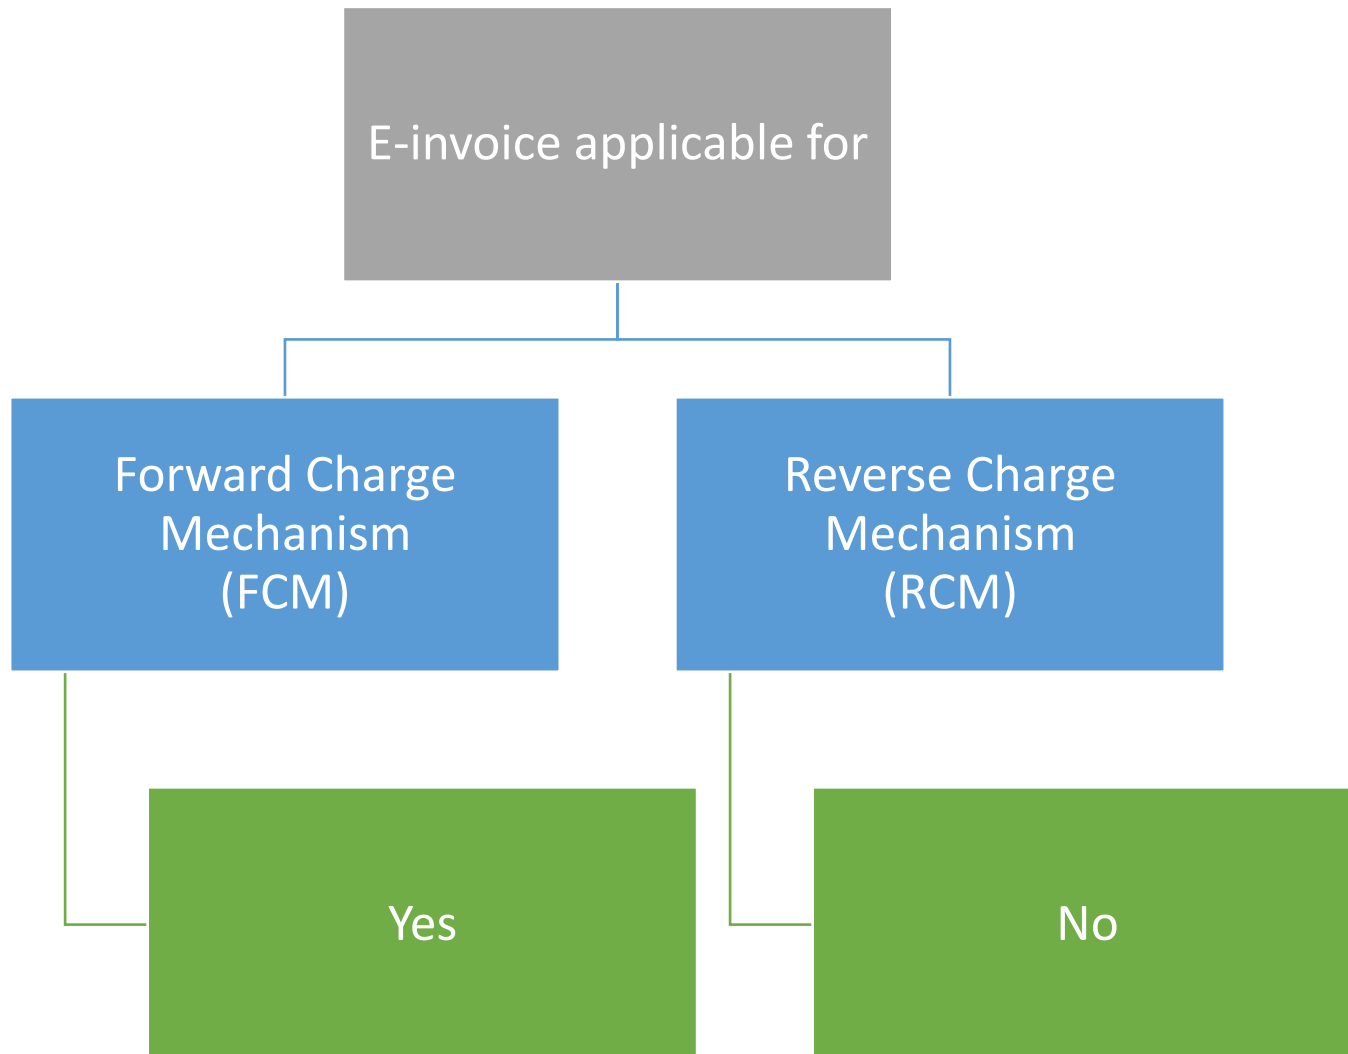 E-invoice applicable for
Forward Charge
Mechanism
(FCM)
Reverse Charge
Mechanism
(RCM)
Yes
No